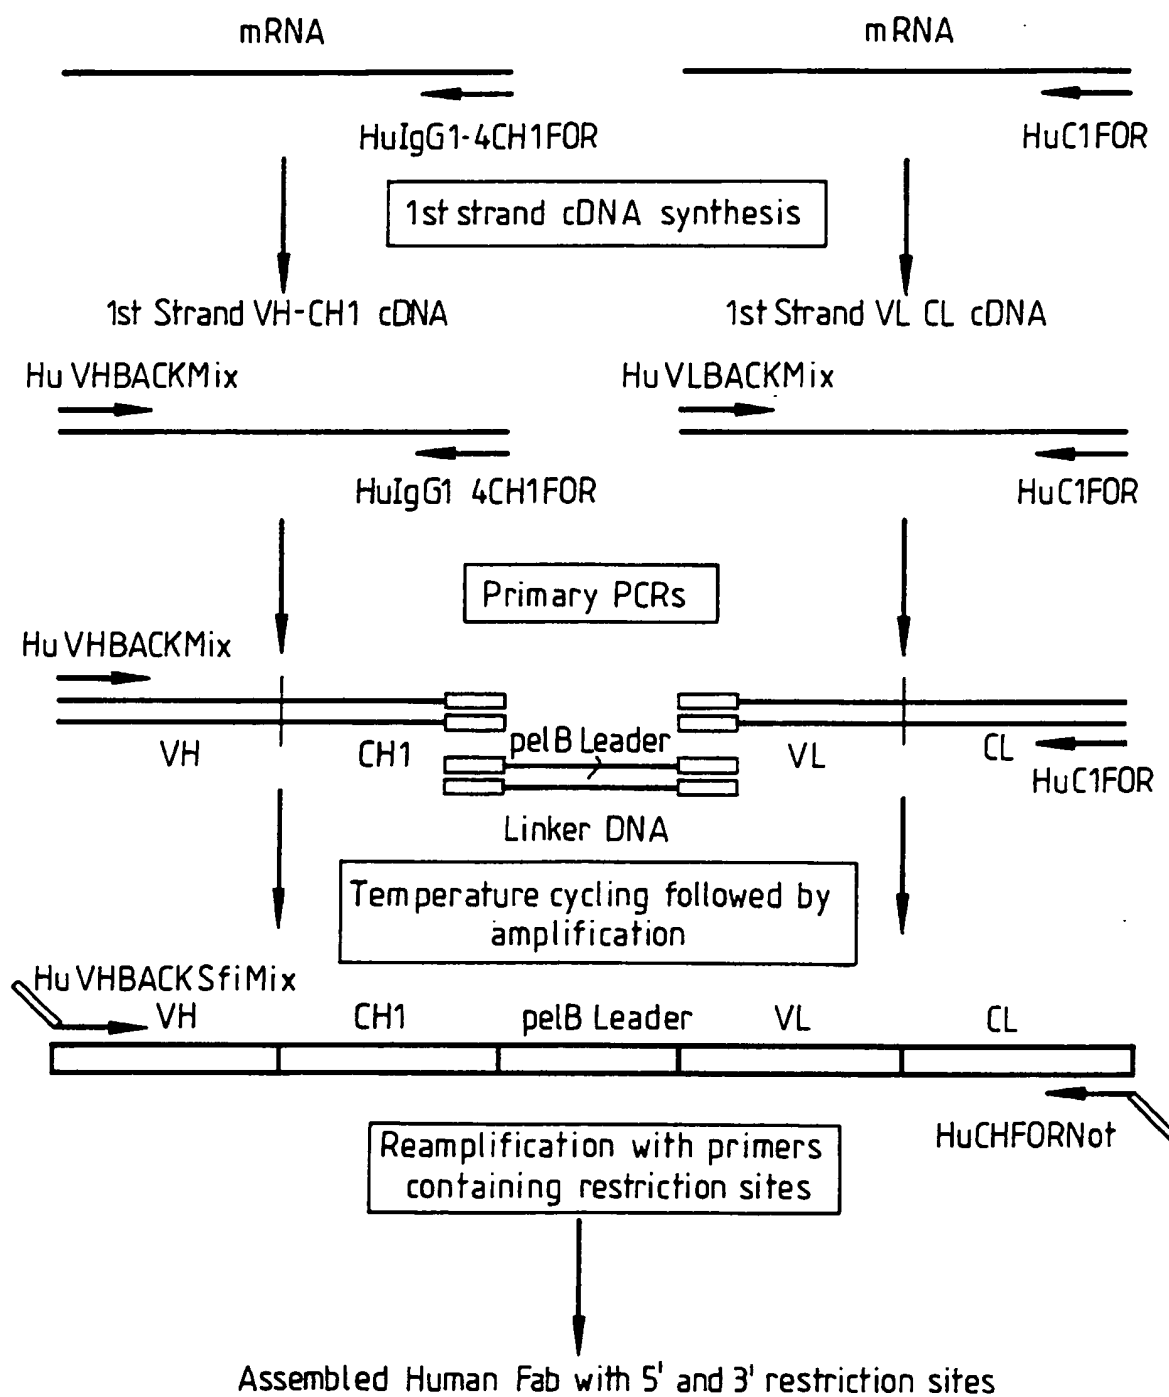 mRNA
mRNA
HuIgG1-4CH1FOR
HuC1FOR
1st strand cDNA synthesis
1st Strand VH-CH1 cDNA
1st Strand VL CL cDNA
Hu VHBACKMix
Hu VLBACKMix
HuIgG1 4CH1FOR
HuC1FOR
Primary PCRs
Hu VHBACKMix
VH
CH1
pelB Leader
VL
CL
HuC1FOR
Linker DNA
Temperature cycling followed by
amplification
HuVHBACKSfiMix
VH
CH1
pelB Leader
VL
CL
HuCHFORNot
Reamplification with primers
containing restriction sites
Assembled Human Fab with 5' and 3' restriction sites